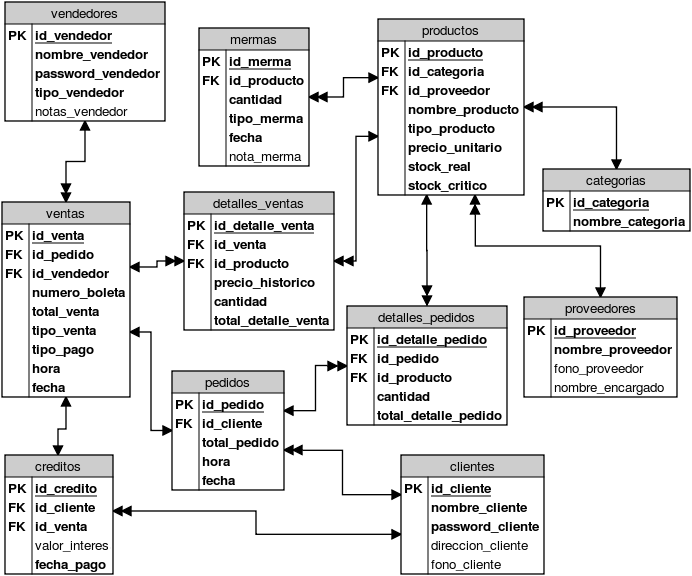 vendedores
PK id_vendedor
nombre_vendedor
password_vendedor
tipo_vendedor
notas_vendedor
mermas
PK id_merma
FK id_producto
cantidad
tipo_merma
fecha
nota_merma
productos
PK id_producto
FK id_categoria
FK id_proveedor
nombre_producto
tipo_producto
precio_unitario
stock_real
stock_critico
categorias
PK id_categoria
nombre_categoria
ventas
PK id_venta
FK id_pedido
FK id_vendedor
numero_boleta
total_venta
tipo_venta
tipo_pago
hora
fecha
detalles_ventas
PK id_detalle_venta
FK id_venta
FK id_producto
precio_historico
cantidad
total_detalle_venta
detalles_pedidos
PK id_detalle_pedido
FK id_pedido
FK id_producto
cantidad
total_detalle_pedido
proveedores
PK id_proveedor
nombre_proveedor
fono_proveedor
nombre_encargado
pedidos
PK id_pedido
FK id_cliente
total_pedido
hora
fecha
creditos
PK id_credito
FK id_cliente
FK id_venta
valor_interes
fecha_pago
clientes
PK id_cliente
nombre_cliente
password_cliente
direccion_cliente
fono_cliente